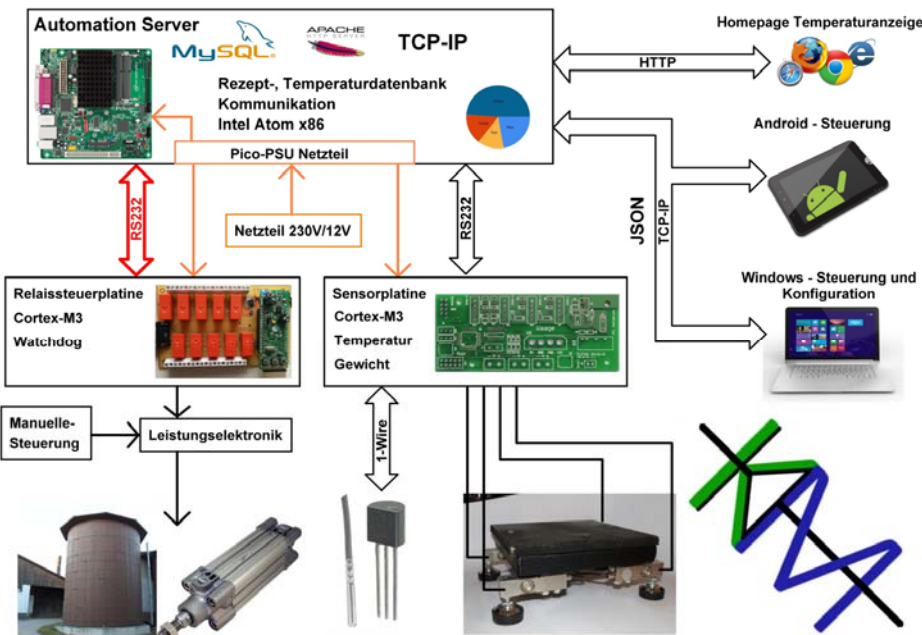 Automation Server
MySQL
APACHE
HTTP SERVER
TCP-IP
Rezept-, Temperaturdatenbank
Kommunikation
Intel Atom x86
Pico-PSU Netzteil
Netzteil 230V/12V
RS232
RS232
HTTP
JSON
TCP-IP
Homepage Temperaturanzeige
Android - Steuerung
Windows - Steuerung und
Konfiguration
Relaissteuerplatine
Cortex-M3
Watchdog
Sensorplatine
Cortex-M3
Temperatur
Gewicht
Manuelle-
Steuerung
Leistungselektronik
1-Wire